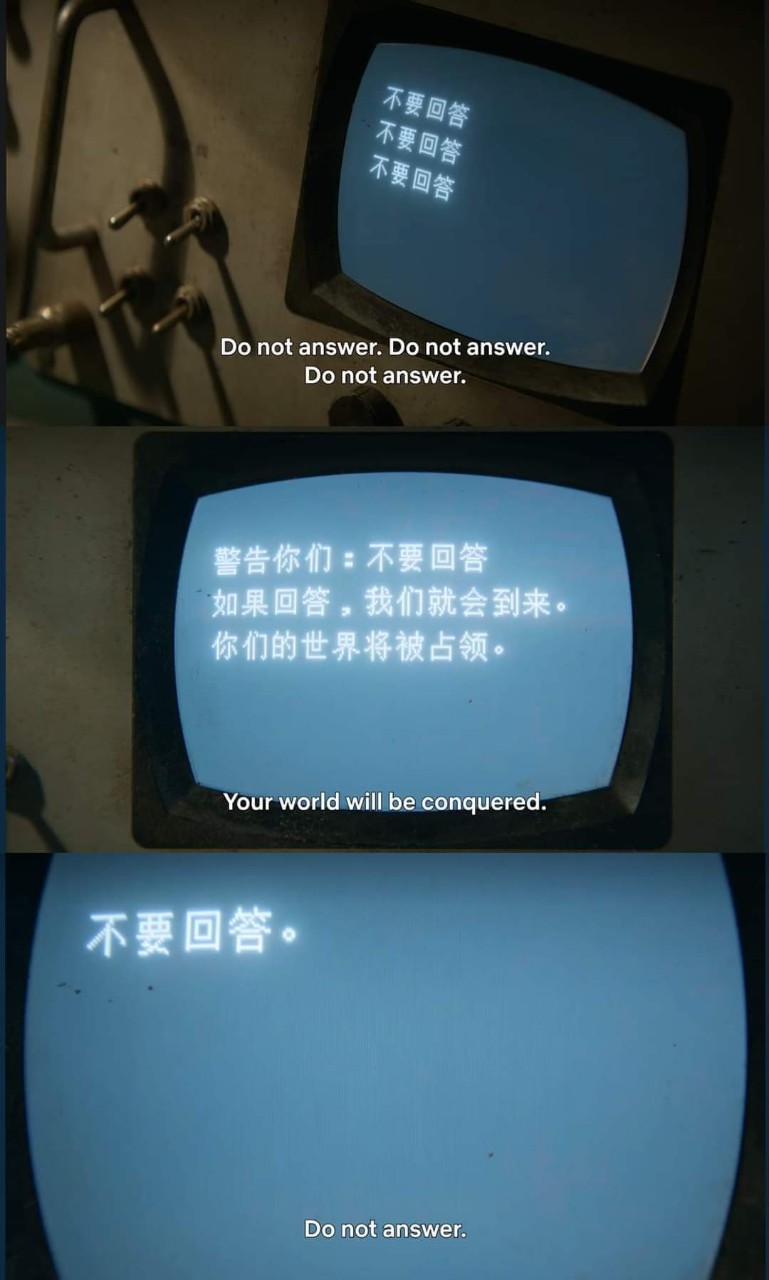 不要回答
不要回答
不要回答
Do not answer. Do not answer.
Do not answer.
警告你们：不要回答
如果回答，我们就会到来。
你们的世界将被占领。
Your world will be conquered.
不要回答。
Do not answer.